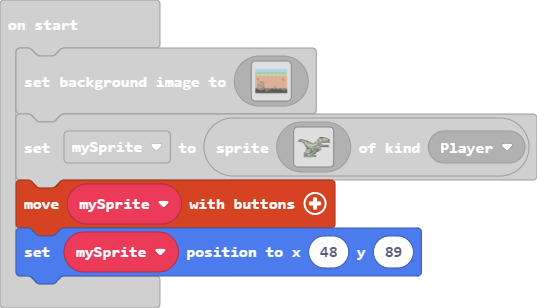 on start
set background image to
set mySprite to sprite of kind Player
move mySprite with buttons
set mySprite position to x 48 y 89